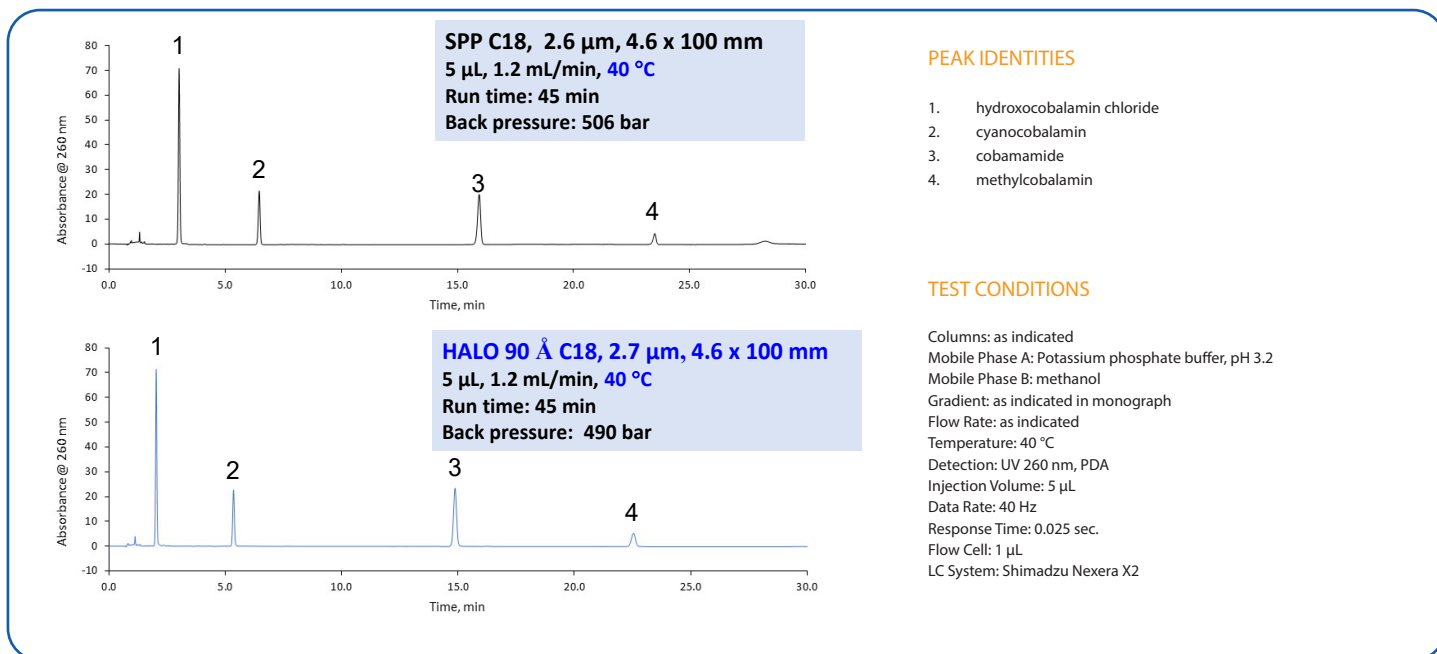 SPP C18, 2.6 µm, 4.6 x 100 mm
5 µL, 1.2 mL/min, 40 °C
Run time: 45 min
Back pressure: 506 bar
Absorbance @ 260 nm
80
70
60
50
40
30
20
10
0
-10
1
2
3
4
0.0 5.0 10.0 15.0 20.0 25.0 30.0
Time, min
HALO 90 Å C18, 2.7 µm, 4.6 x 100 mm
5 µL, 1.2 mL/min, 40 °C
Run time: 45 min
Back pressure: 490 bar
Absorbance @ 260 nm
80
70
60
50
40
30
20
10
0
-10
1
2
3
4
0.0 5.0 10.0 15.0 20.0 25.0 30.0
Time, min
PEAK IDENTITIES
1. hydroxocobalamin chloride
2. cyanocobalamin
3. cobamamide
4. methylcobalamin
TEST CONDITIONS
Columns: as indicated
Mobile Phase A: Potassium phosphate buffer, pH 3.2
Mobile Phase B: methanol
Gradient: as indicated in monograph
Flow Rate: as indicated
Temperature: 40 °C
Detection: UV 260 nm, PDA
Injection Volume: 5 µL
Data Rate: 40 Hz
Response Time: 0.025 sec.
Flow Cell: 1 µL
LC System: Shimadzu Nexera X2